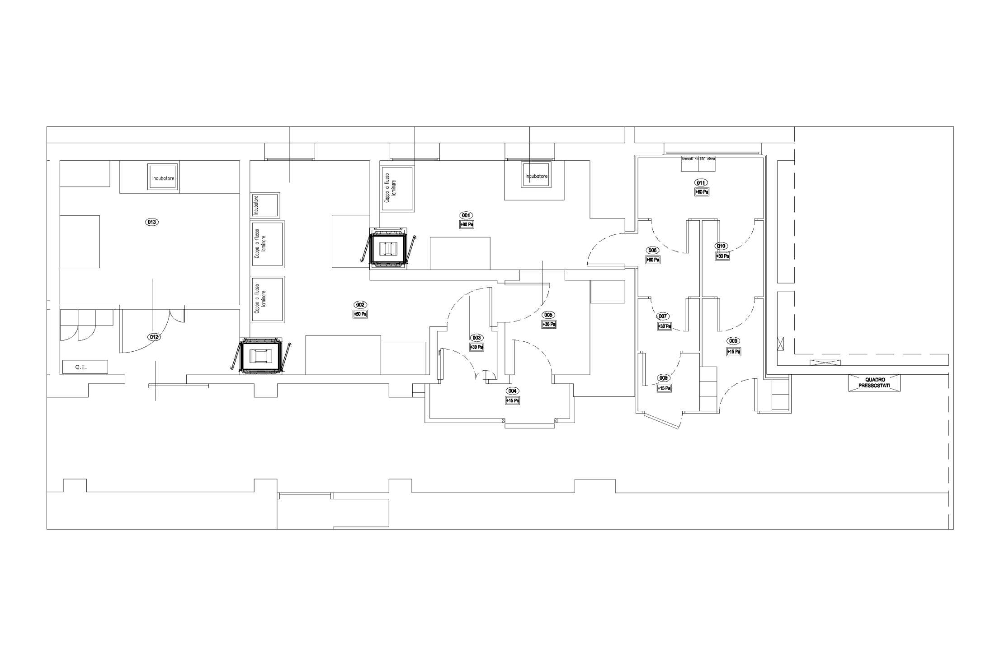 Armadi h=180 circa
Incubatore
Incubatore
Cappa a flusso
laminare
011
+60 Pa
Incubatore
001
+90 Pa
013
Cappa a flusso
laminare
010
+30 Pa
006
+60 Pa
Cappa a flusso
laminare
002
+50 Pa
005
+30 Pa
007
+30 Pa
012
003
+30 Pa
009
+15 Pa
Q.E.
008
+15 Pa
QUADRO
PRESSOSTATI
004
+15 Pa